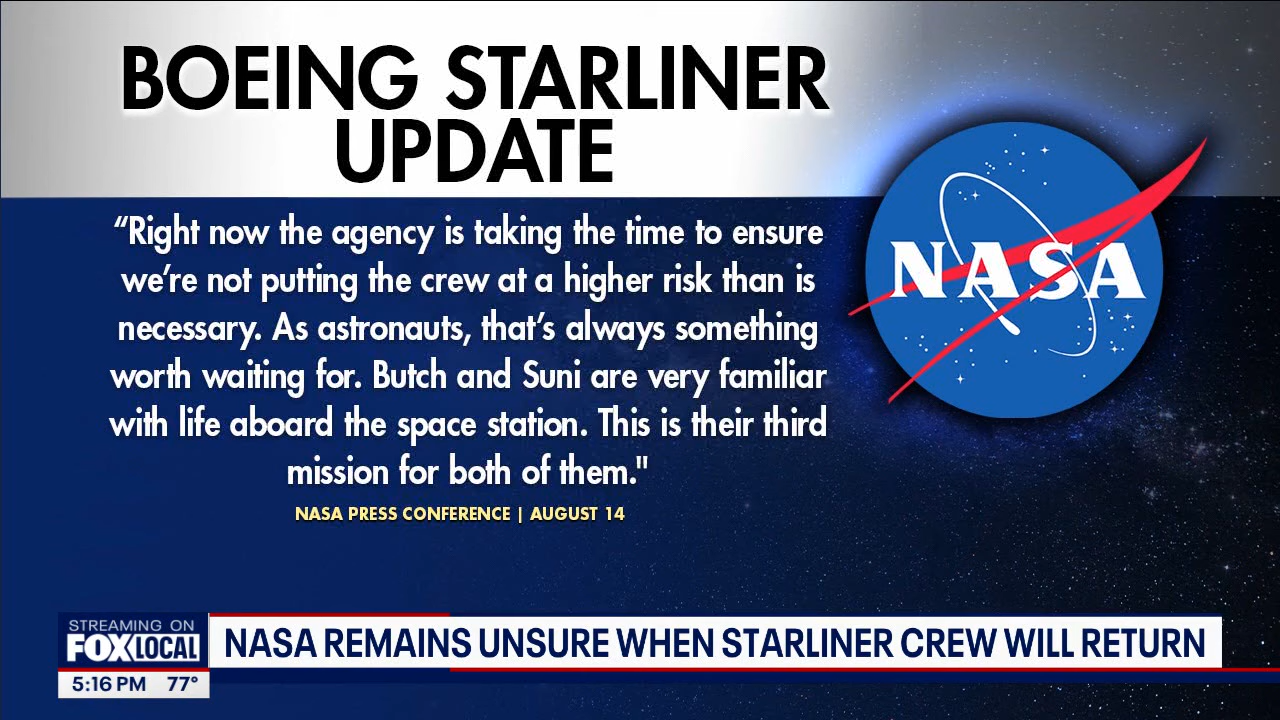 BOEING STARLINER
UPDATE
“Right now the agency is taking the time to ensure
we’re not putting the crew at a higher risk than is
necessary. As astronauts, that’s always something
worth waiting for. Butch and Suni are very familiar
with life aboard the space station. This is their third
mission for both of them."
NASA PRESS CONFERENCE | AUGUST 14
NASA
STREAMING ON
FOX LOCAL
5:16 PM 77°
NASA REMAINS UNSURE WHEN STARLINER CREW WILL RETURN